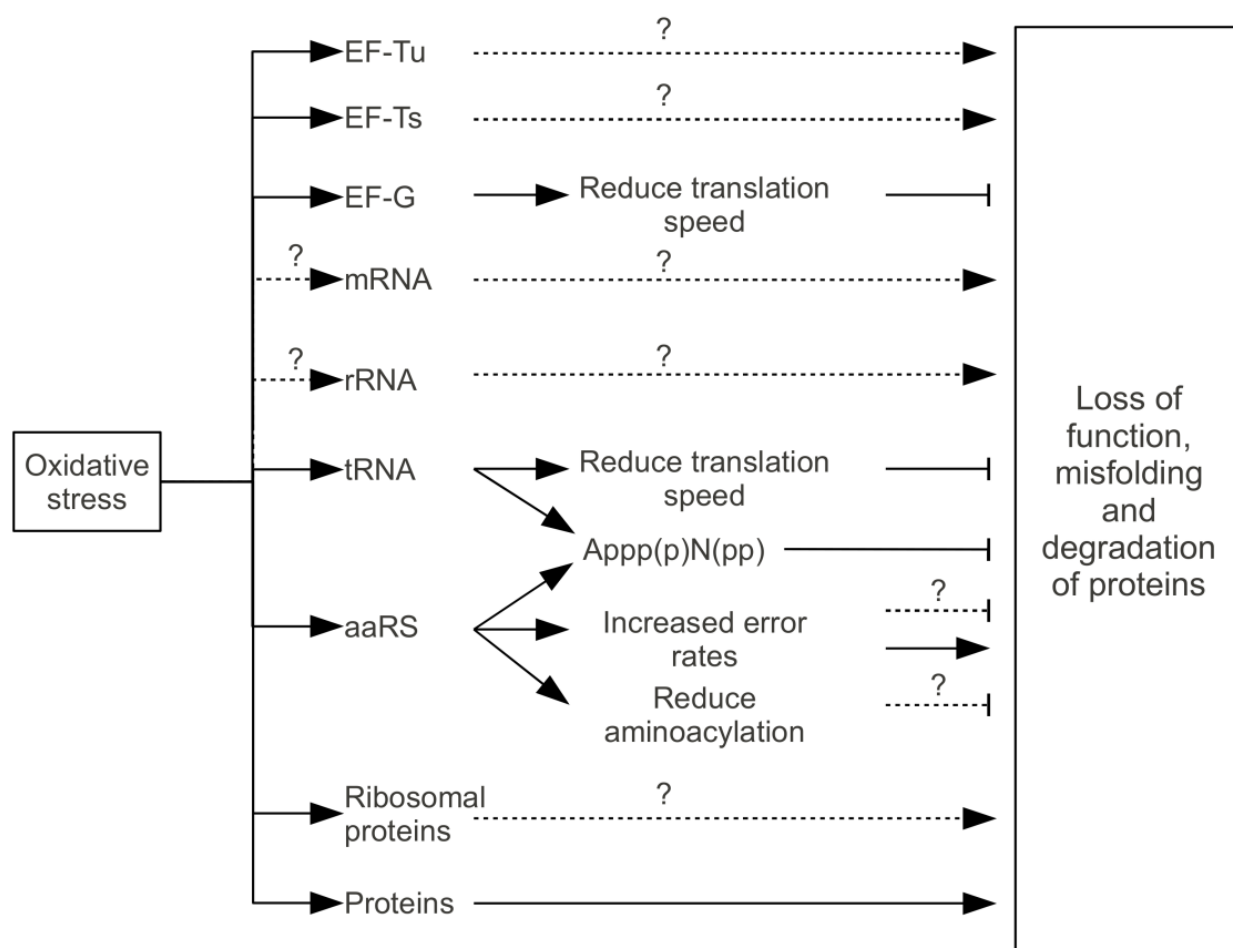 ?
EF-Tu
?
EF-Ts
EF-G
Reduce translation
speed
?
mRNA
?
?
rRNA
?
Oxidative
stress
tRNA
Reduce translation
speed
Appp(p)N(pp)
aaRS
Increased error
rates
?
Reduce
aminoacylation
?
Ribosomal
proteins
?
Proteins
Loss of
function,
misfolding
and
degradation
of proteins